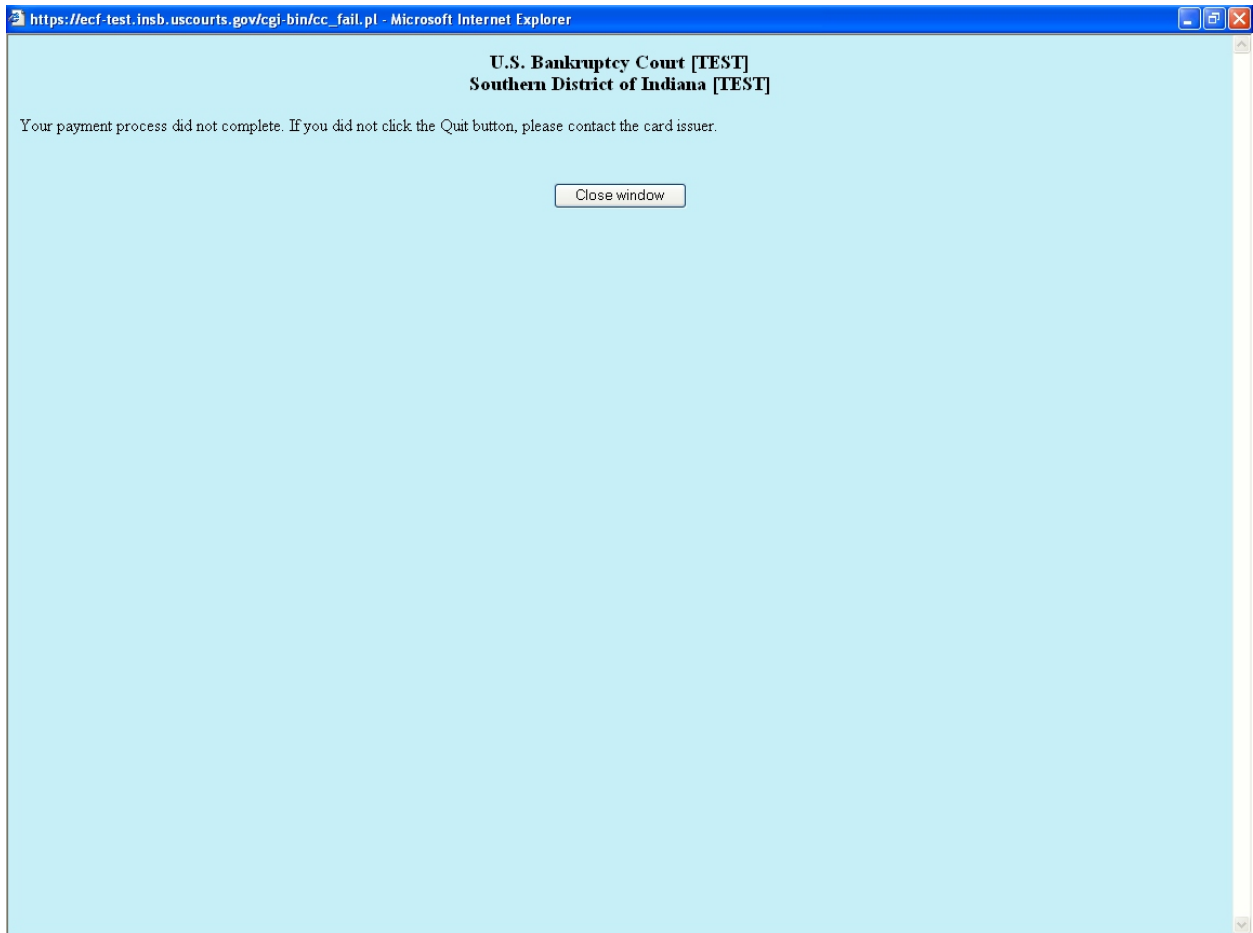 https://ecf-test.insb.uscourts.gov/cgi-bin/cc_fail.pl - Microsoft Internet Explorer
U.S. Bankruptcy Court [TEST]
Southern District of Indiana [TEST]
Your payment process did not complete. If you did not click the Quit button, please contact the card issuer.
Close window